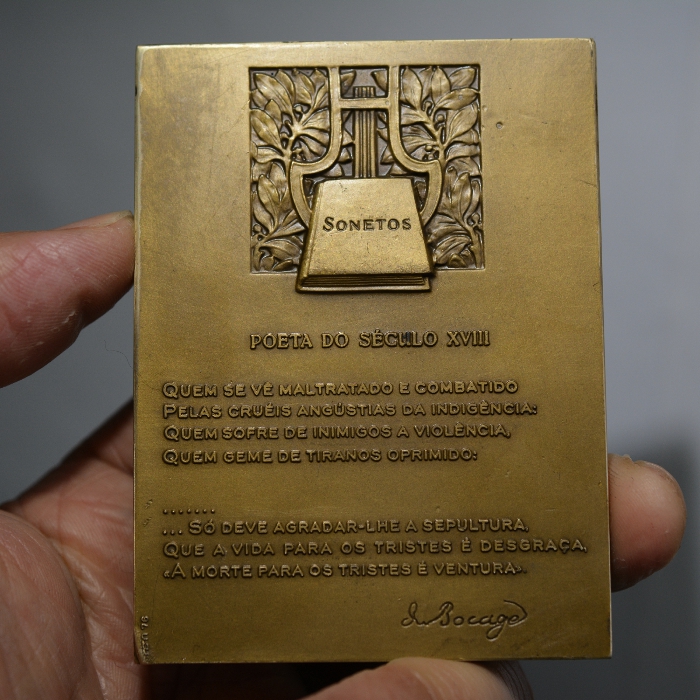 SONETOS
POETA DO SÉCULO XVIII
QUEM SE VÊ MALTRATADO E COMBATIDO
PELAS CRUÉIS ANGÚSTIAS DA INDIGÊNCIA:
QUEM SOFRE DE INIMIGOS A VIOLÊNCIA,
QUEM GEME DE TIRANOS OPRIMIDO:
.......
... SÓ DEVE AGRADAR-LHE A SEPULTURA,
QUE A VIDA PARA OS TRISTES É DESGRAÇA,
«A MORTE PARA OS TRISTES É VENTURA».
du Bocage